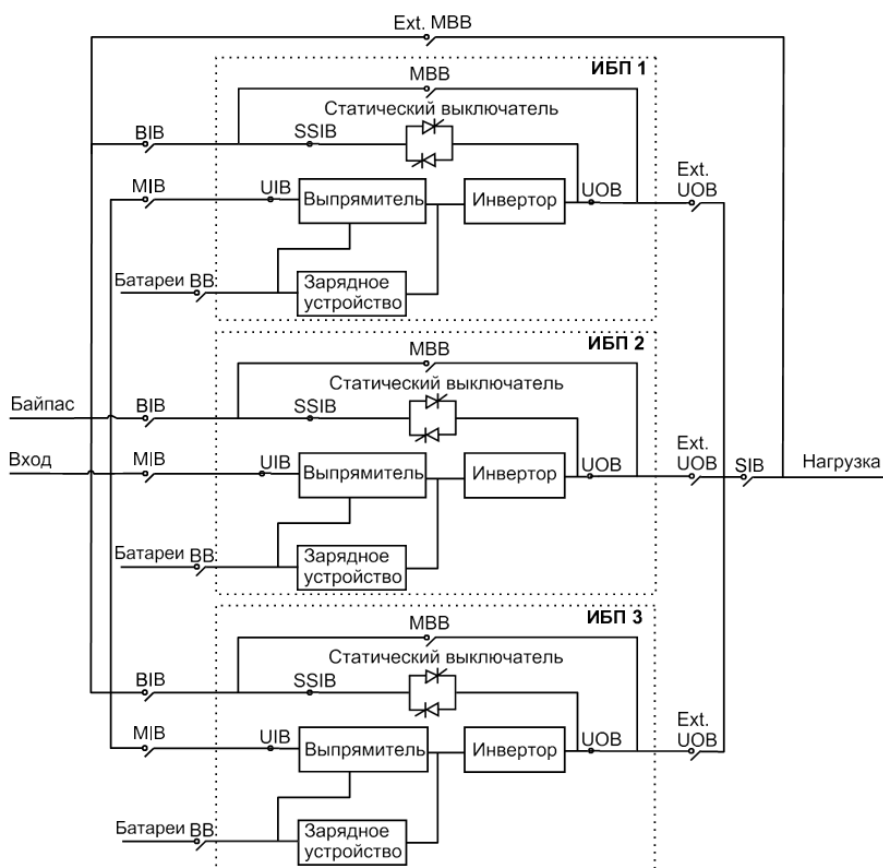 Ext. MBB
ИБП 1
MBB
Статический выключатель
BIB
SSIB
MIB
UIB
Выпрямитель
Инвертор
UOB
Ext.
UOB
Батареи BB
Зарядное
устройство
ИБП 2
MBB
Статический выключатель
Байпас
BIB
SSIB
Вход
MIB
UIB
Выпрямитель
Инвертор
UOB
Ext.
UOB
SIB
Нагрузка
Батареи BB
Зарядное
устройство
ИБП 3
MBB
Статический выключатель
BIB
SSIB
MIB
UIB
Выпрямитель
Инвертор
UOB
Ext.
UOB
Батареи BB
Зарядное
устройство